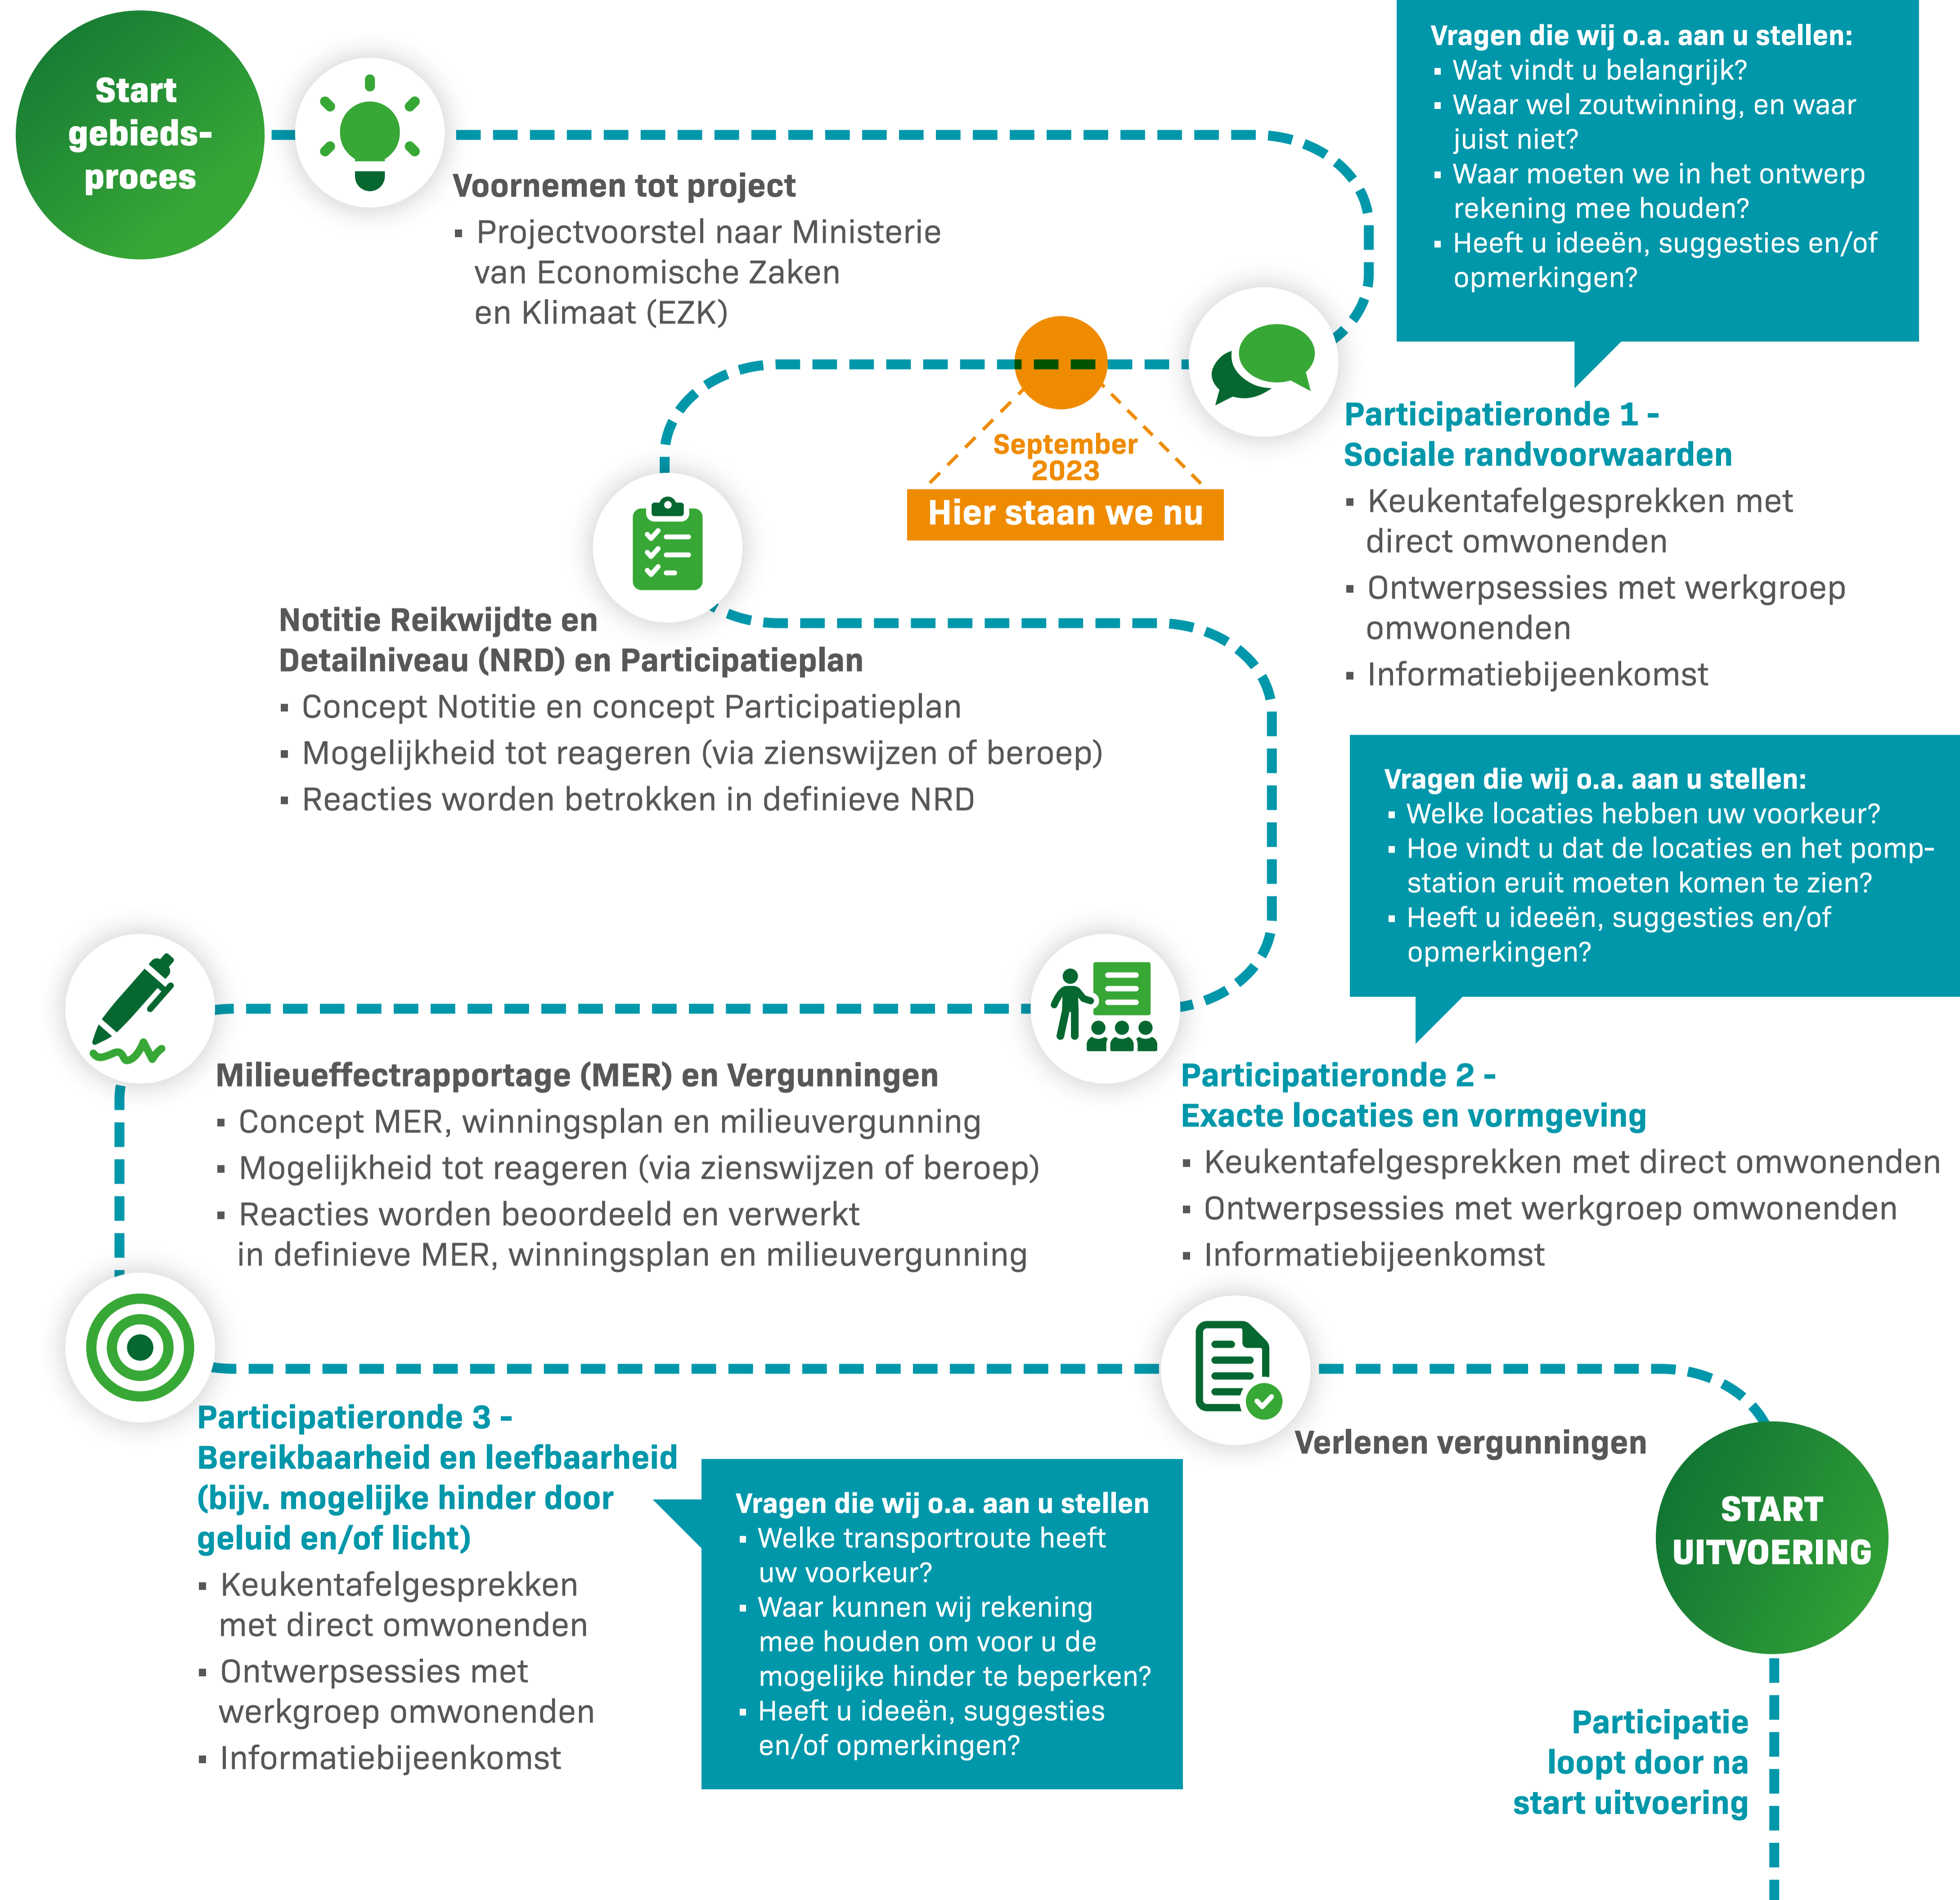 Start
gebieds-
proces
Voornemen tot project
▪ Projectvoorstel naar Ministerie
van Economische Zaken
en Klimaat (EZK)
Vragen die wij o.a. aan u stellen:
▪ Wat vindt u belangrijk?
▪ Waar wel zoutwinning, en waar
juist niet?
▪ Waar moeten we in het ontwerp
rekening mee houden?
▪ Heeft u ideeën, suggesties en/of
opmerkingen?
Participatieronde 1 -
Sociale randvoorwaarden
▪ Keukentafelgesprekken met
direct omwonenden
▪ Ontwerpsessies met werkgroep
omwonenden
▪ Informatiebijeenkomst
September
2023
Hier staan we nu
Notitie Reikwijdte en
Detailniveau (NRD) en Participatieplan
▪ Concept Notitie en concept Participatieplan
▪ Mogelijkheid tot reageren (via zienswijzen of beroep)
▪ Reacties worden betrokken in definieve NRD
Vragen die wij o.a. aan u stellen:
▪ Welke locaties hebben uw voorkeur?
▪ Hoe vindt u dat de locaties en het pomp-
station eruit moeten komen te zien?
▪ Heeft u ideeën, suggesties en/of
opmerkingen?
Participatieronde 2 -
Exacte locaties en vormgeving
▪ Keukentafelgesprekken met direct omwonenden
▪ Ontwerpsessies met werkgroep omwonenden
▪ Informatiebijeenkomst
Milieueffectrapportage (MER) en Vergunningen
▪ Concept MER, winningsplan en milieuvergunning
▪ Mogelijkheid tot reageren (via zienswijzen of beroep)
▪ Reacties worden beoordeeld en verwerkt
in definieve MER, winningsplan en milieuvergunning
Participatieronde 3 -
Bereikbaarheid en leefbaarheid
(bijv. mogelijke hinder door
geluid en/of licht)
▪ Keukentafelgesprekken
met direct omwonenden
▪ Ontwerpsessies met
werkgroep omwonenden
▪ Informatiebijeenkomst
Vragen die wij o.a. aan u stellen
▪ Welke transportroute heeft
uw voorkeur?
▪ Waar kunnen wij rekening
mee houden om voor u de
mogelijke hinder te beperken?
▪ Heeft u ideeën, suggesties
en/of opmerkingen?
Verlenen vergunningen
START
UITVOERING
Participatie
loopt door na
start uitvoering